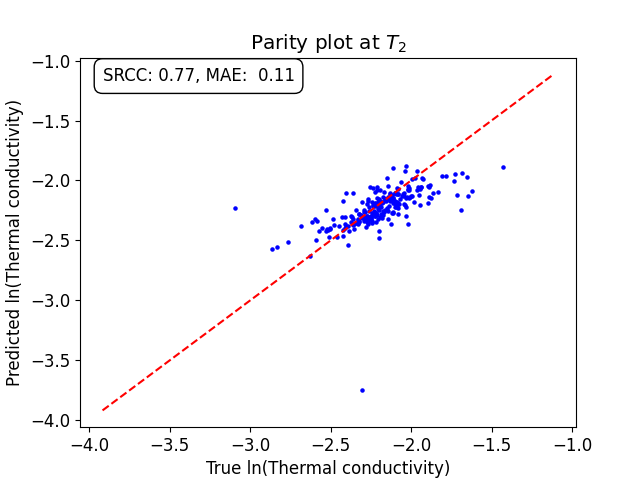 Parity plot at T₂
SRCC: 0.77, MAE:  0.11
Predicted ln(Thermal conductivity)
−1.0
−1.5
−2.0
−2.5
−3.0
−3.5
−4.0
−4.0 −3.5 −3.0 −2.5 −2.0 −1.5 −1.0
True ln(Thermal conductivity)